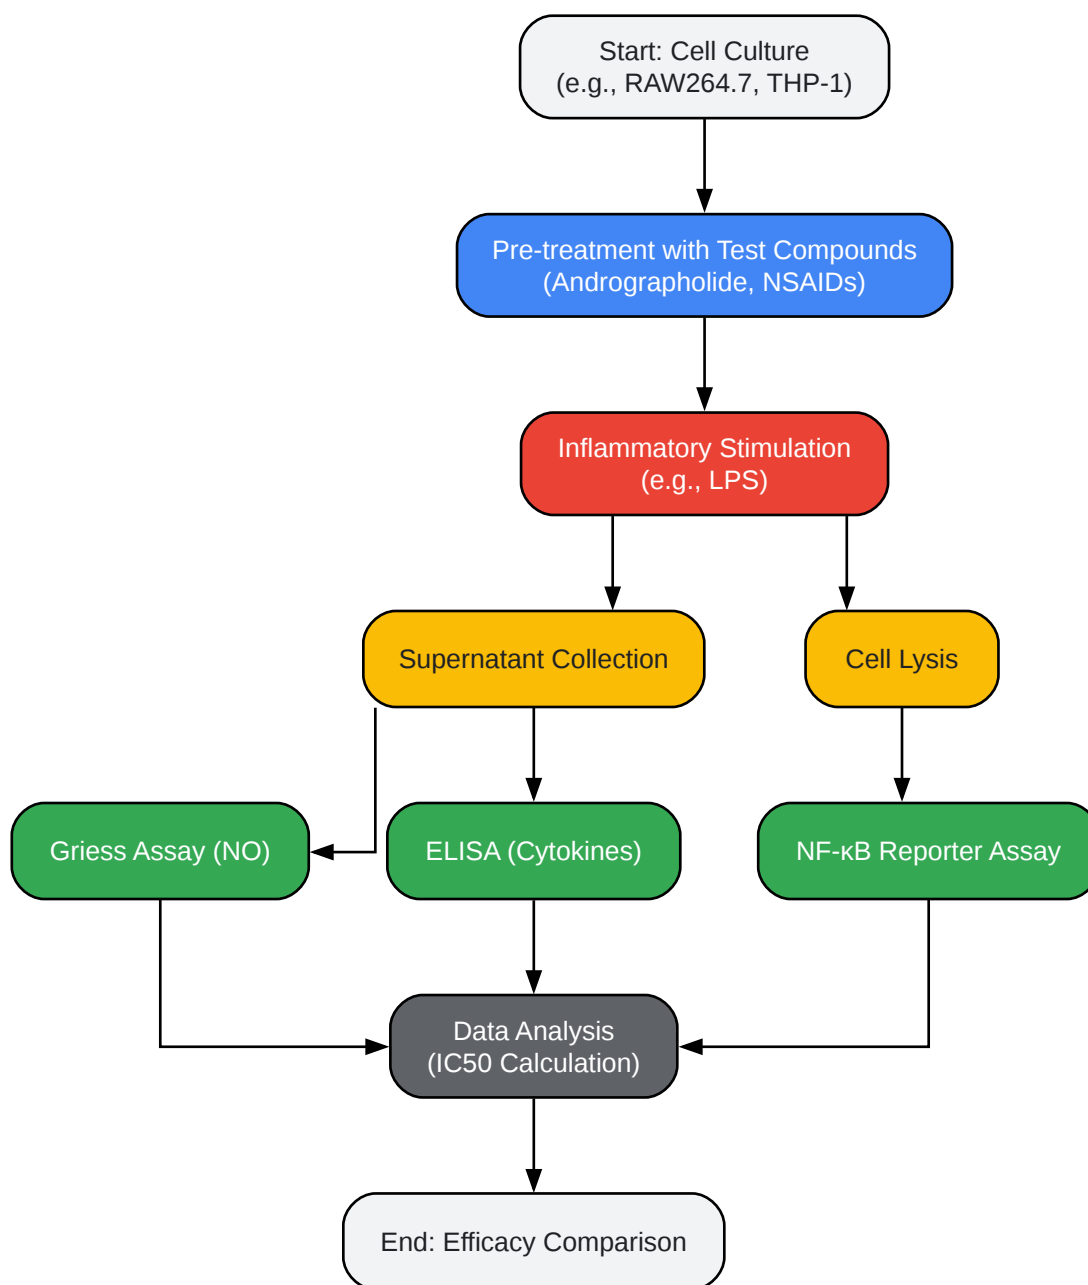 Start: Cell Culture
(e.g., RAW264.7, THP-1)
Pre-treatment with Test Compounds
(Andrographolide, NSAIDs)
Inflammatory Stimulation
(e.g., LPS)
Supernatant Collection
Cell Lysis
Griess Assay (NO)
ELISA (Cytokines)
NF-κB Reporter Assay
Data Analysis
(IC50 Calculation)
End: Efficacy Comparison